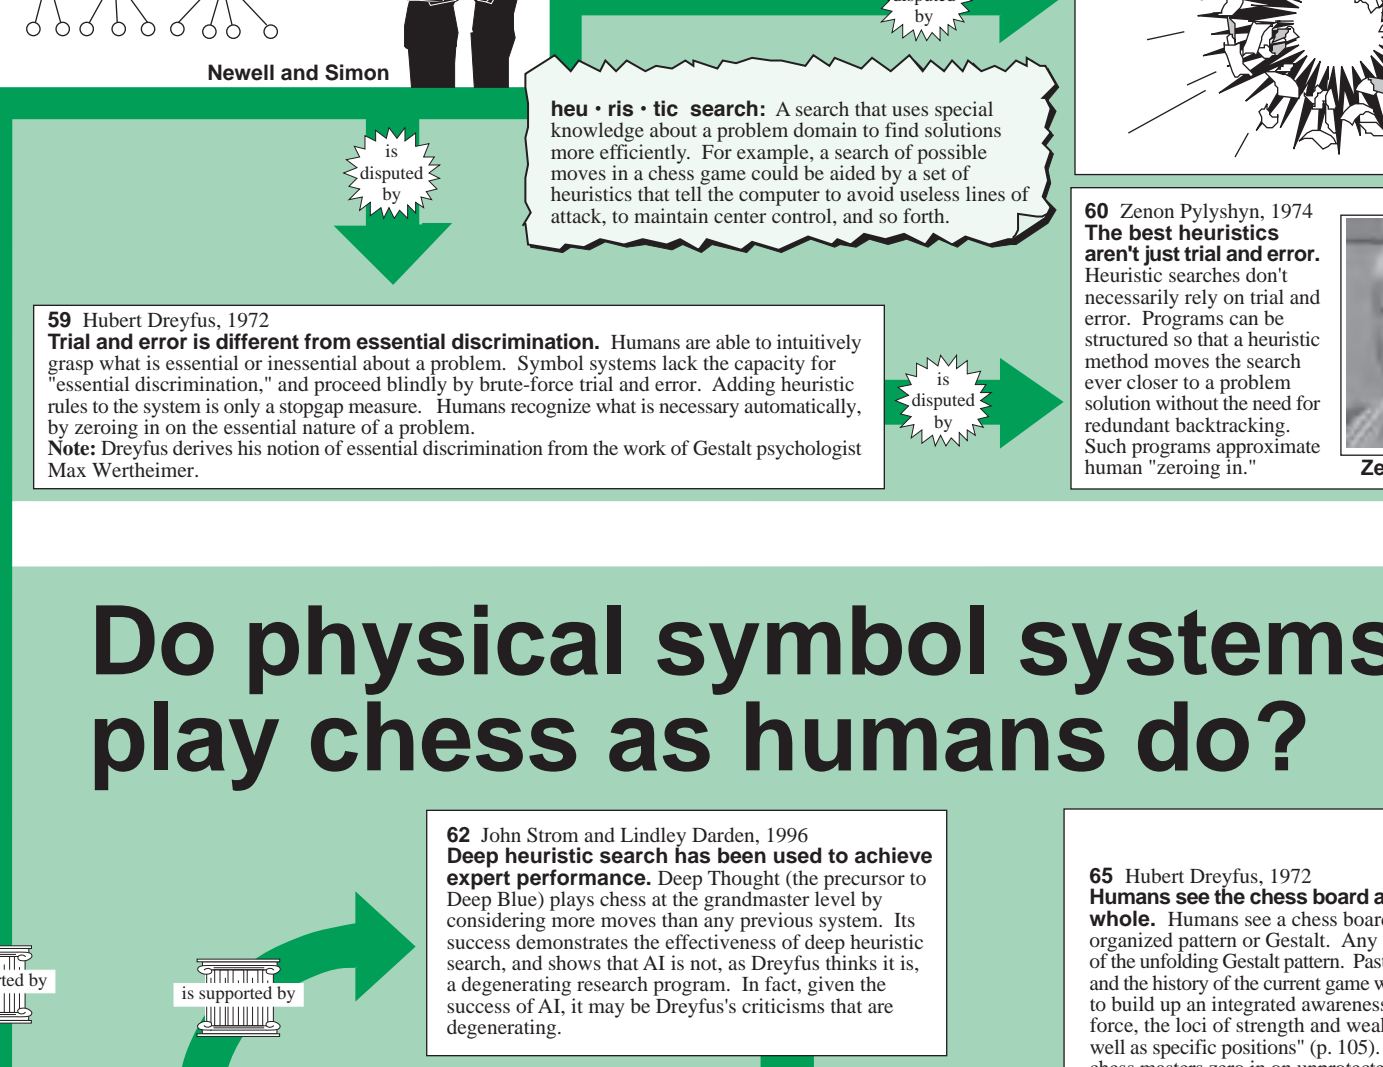 disputed
by
Newell and Simon
is
disputed
by
heu • ris • tic search: A search that uses special
knowledge about a problem domain to find solutions
more efficiently. For example, a search of possible
moves in a chess game could be aided by a set of
heuristics that tell the computer to avoid useless lines of
attack, to maintain center control, and so forth.
60 Zenon Pylyshyn, 1974
The best heuristics
aren't just trial and error.
Heuristic searches don't
necessarily rely on trial and
error. Programs can be
structured so that a heuristic
method moves the search
ever closer to a problem
solution without the need for
redundant backtracking.
Such programs approximate
human "zeroing in."
Ze
59 Hubert Dreyfus, 1972
Trial and error is different from essential discrimination. Humans are able to intuitively
grasp what is essential or inessential about a problem. Symbol systems lack the capacity for
"essential discrimination," and proceed blindly by brute-force trial and error. Adding heuristic
rules to the system is only a stopgap measure. Humans recognize what is necessary automatically,
by zeroing in on the essential nature of a problem.
Note: Dreyfus derives his notion of essential discrimination from the work of Gestalt psychologist
Max Wertheimer.
is
disputed
by
Do physical symbol systems
play chess as humans do?
62 John Strom and Lindley Darden, 1996
Deep heuristic search has been used to achieve
expert performance. Deep Thought (the precursor to
Deep Blue) plays chess at the grandmaster level by
considering more moves than any previous system. Its
success demonstrates the effectiveness of deep heuristic
search, and shows that AI is not, as Dreyfus thinks it is,
a degenerating research program. In fact, given the
success of AI, it may be Dreyfus's criticisms that are
degenerating.
rted by
is supported by
65 Hubert Dreyfus, 1972
Humans see the chess board a
whole. Humans see a chess board
organized pattern or Gestalt. Any
of the unfolding Gestalt pattern. Past
and the history of the current game w
to build up an integrated awareness
force, the loci of strength and weak
well as specific positions" (p. 105).